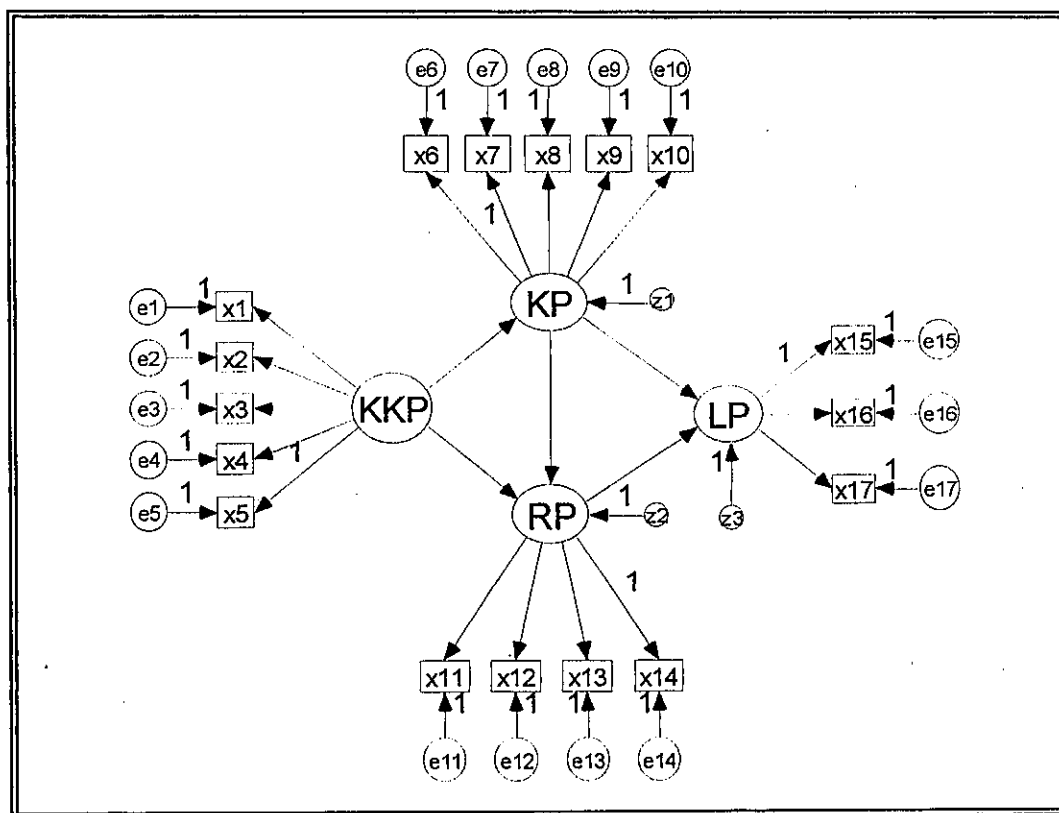 e6 e7 e8 e9 e10
1 1 1 1 1
x6 x7 x8 x9 x10
1
KP
1
z1
e1 1 x1
e2 1 x2
e3 1 x3
e4 1 x4
1
e5 1 x5
KKP
LP
1
1
z3
1
x15 1 e15
x16 1 e16
x17 1 e17
RP
1
z2
1
x11 x12 x13 x14
1 1 1 1
e11 e12 e13 e14